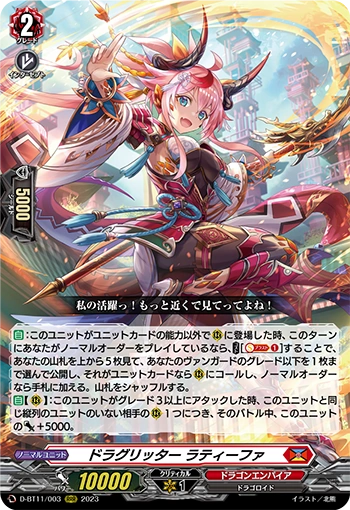 2
グレード
インターセプト
5000
シールド
私の活躍っ！もっと近くで見てってよね！
自：このユニットがユニットカードの能力以外でRに登場した時、このターン
にあなたがノーマルオーダーをプレイしているなら、【ブラスト1】することで、
あなたの山札を上から５枚見て、あなたのヴァンガードのグレード以下を１枚
まで選んで公開し、それがユニットならRにコールし、ノーマルオーダー
なら手札に加える。山札をシャッフルする。
自【R】：このユニットがグレード３以上にアタックした時、このユニットと同
じ縦列のユニットのいない相手のR１つにつき、そのバトル中、このユニット
の+5000。
ノーマルユニット
ドラグリッター ラティーファ
パワー
10000
クリティカル
1
ドラゴンエンパイア
ドラゴロイド
D-BT11/003 RRR 2023
イラスト／北熊